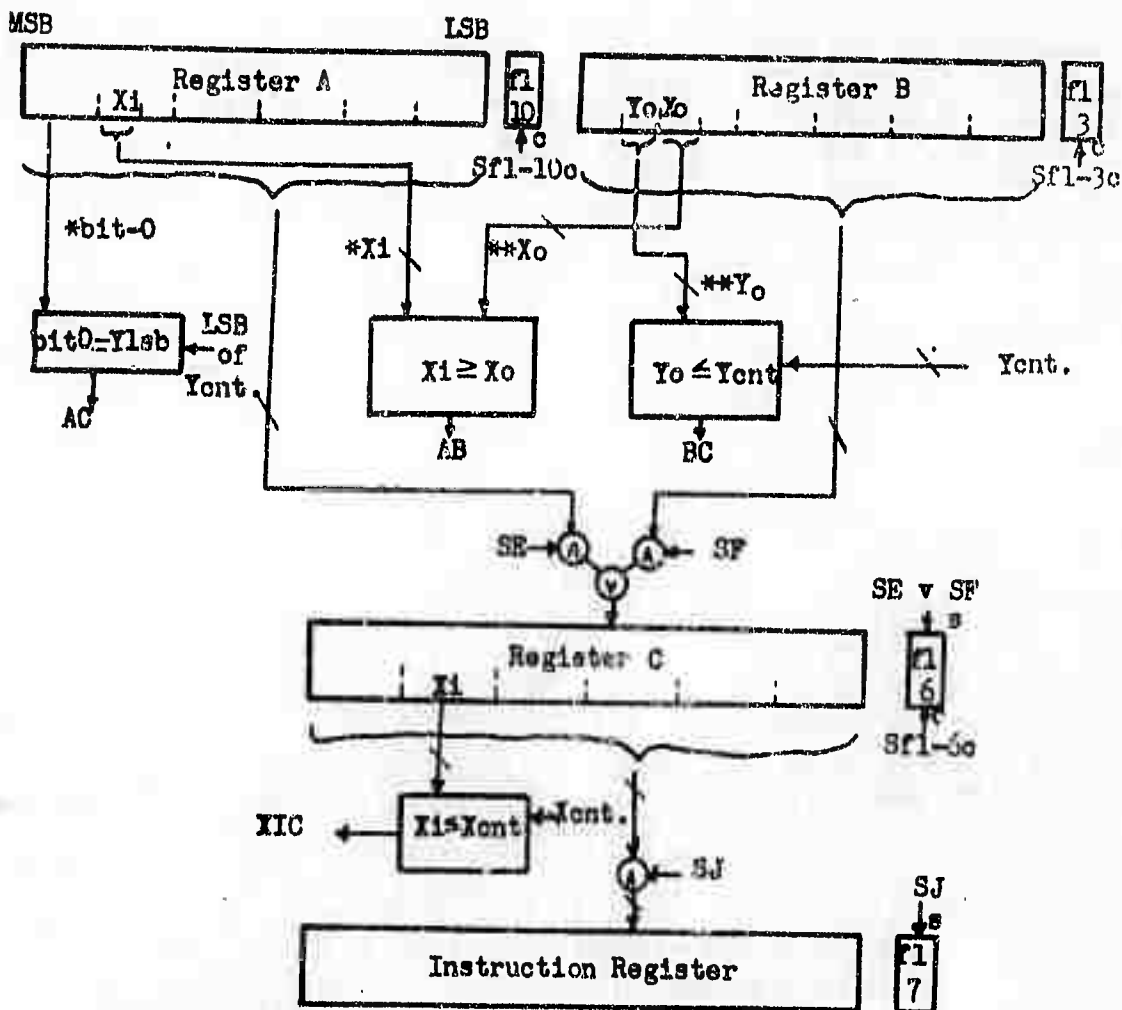 MSB
LSB
Register A
Xi
fl
10
c
Sfl-10c
Register B
Yo Xo
fl
3
c
Sfl-3c
*bit-0
*Xi
**Xo
**Yo
bit0=Ylsb
LSB
of
Ycnt.
Xi ≥ Xo
Yo ≤ Ycnt
Ycnt.
AC
AB
BC
SE
A
A
SF
v
SE v SF
s
Register C
Xi
fl
6
c
Sfl-6c
XIC
Xi≤Xcnt
Xcnt.
A
SJ
SJ
s
Instruction Register
fl
7